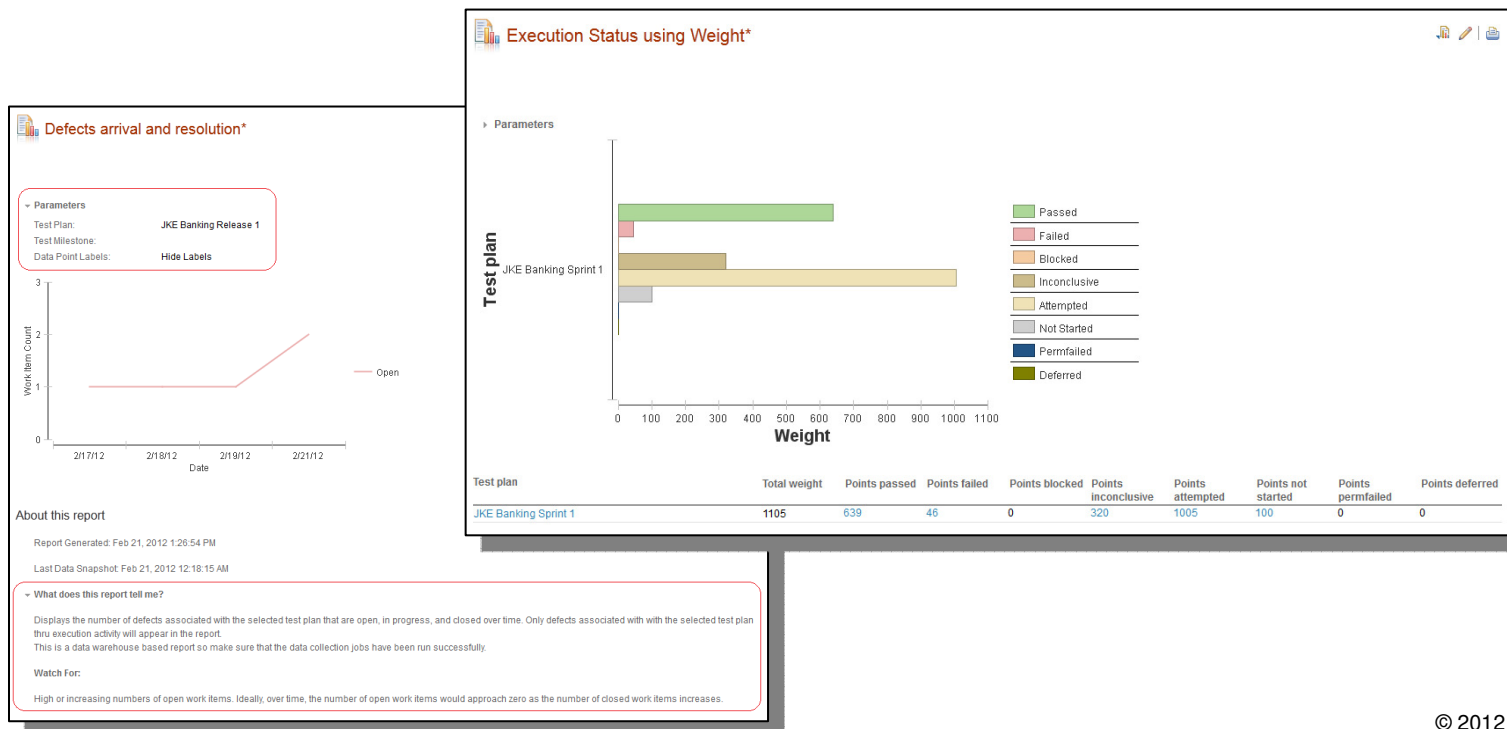 Execution Status using Weight*
Parameters
Test plan
JKE Banking Sprint 1
Passed
Failed
Blocked
Inconclusive
Attempted
Not Started
Permfailed
Deferred
0 100 200 300 400 500 600 700 800 900 1000 1100
Weight
Test plan Total weight Points passed Points failed Points blocked Points inconclusive Points attempted Points not started Points permfailed Points deferred
JKE Banking Sprint 1 1105 639 46 0 320 1005 100 0 0
Defects arrival and resolution*
Parameters
Test Plan: JKE Banking Release 1
Test Milestone:
Data Point Labels: Hide Labels
3
2
1
0
Work Item Count
Open
2/17/12 2/18/12 2/19/12 2/21/12
Date
About this report
Report Generated: Feb 21, 2012 1:26:54 PM
Last Data Snapshot: Feb 21, 2012 12:18:15 AM
What does this report tell me?
Displays the number of defects associated with the selected test plan that are open, in progress, and closed over time. Only defects associated with with the selected test plan
thru execution activity will appear in the report.
This is a data warehouse based report so make sure that the data collection jobs have been run successfully.
Watch For:
High or increasing numbers of open work items. Ideally, over time, the number of open work items would approach zero as the number of closed work items increases.
© 2012